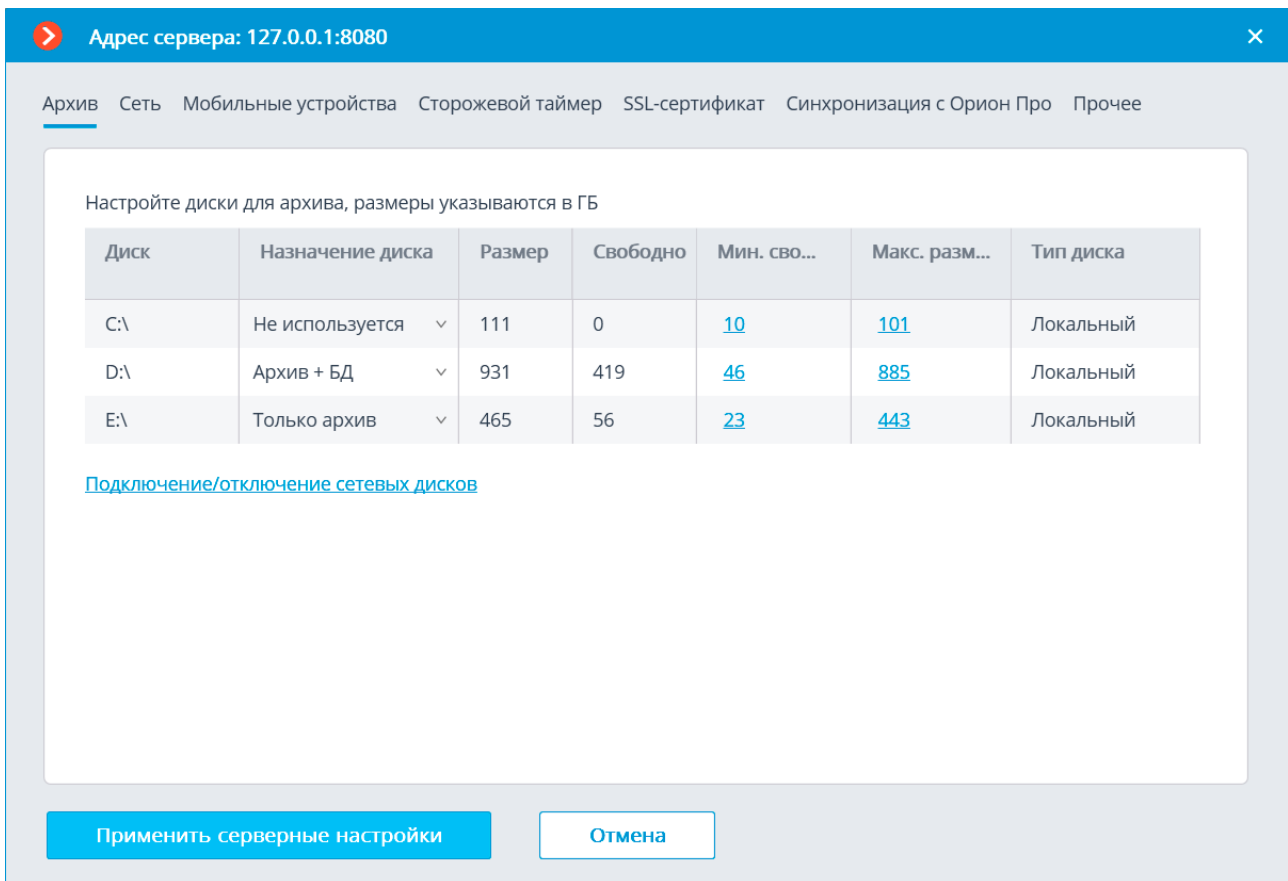 Адрес сервера: 127.0.0.1:8080
Архив Сеть Мобильные устройства Сторожевой таймер SSL-сертификат Синхронизация с Орион Про Прочее
Настройте диски для архива, размеры указываются в ГБ
Диск Назначение диска Размер Свободно Мин. сво... Макс. разм... Тип диска
C:\ Не используется 111 0 10 101 Локальный
D:\ Архив + БД 931 419 46 885 Локальный
E:\ Только архив 465 56 23 443 Локальный
Подключение/отключение сетевых дисков
Применить серверные настройки Отмена